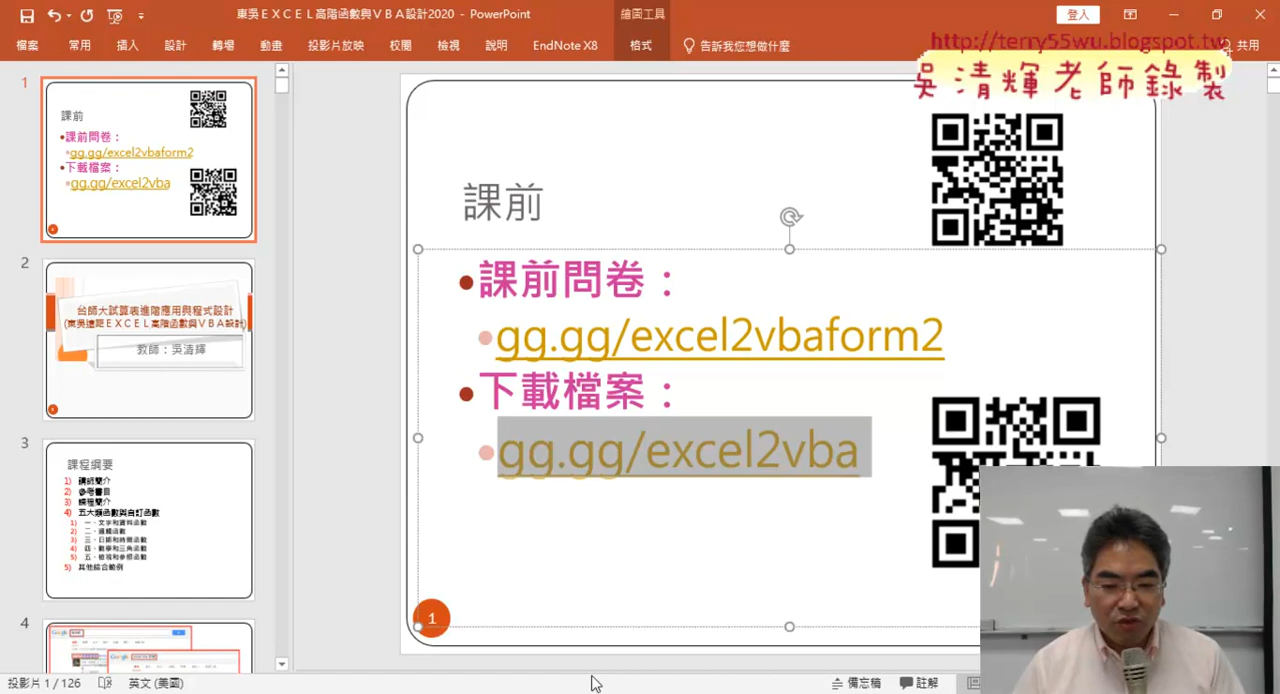 東吳ＥＸＣＥＬ高階函數與ＶＢＡ設計2020 - PowerPoint
繪圖工具
登入
檔案 常用 插入 設計 轉場 動畫 投影片放映 校閱 檢視 說明 EndNote X8 格式 告訴我您想做什麼 共用
http://terry55wu.blogspot.tw
吳清輝老師錄製
1
課前
•課前問卷：
gg.gg/excel2vbaform2
•下載檔案：
gg.gg/excel2vba
2
台師大試算表進階應用與程式設計
(東吳進階ＥＸＣＥＬ高階函數與ＶＢＡ設計)
教師：吳清輝
3
課程綱要
1) 講師簡介
2) 參考書目
3) 課程簡介
4) 五大類函數與自訂函數
1) 一、文字和資料函數
2) 二、邏輯函數
3) 三、日期和時間函數
4) 四、數學和三角函數
5) 五、檢視和參照函數
5) 其他綜合範例
4
課前
課前問卷：
gg.gg/excel2vbaform2
下載檔案：
gg.gg/excel2vba
1
投影片 1 / 126 英文 (美國) 備忘稿 註解